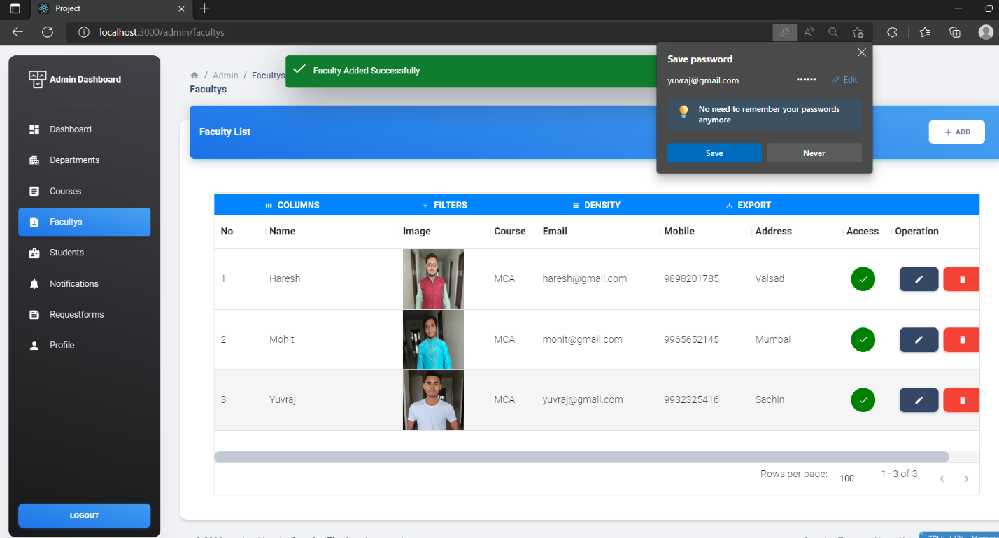 Project
localhost:3000/admin/facultys
Save password
yuvraj@gmail.com •••••• Edit
No need to remember your passwords
anymore
Save Never
Admin Dashboard
Dashboard
Departments
Courses
Facultys
Students
Notifications
Requestforms
Profile
LOGOUT
/ Admin / Facultys
Facultys
Faculty Added Successfully
Faculty List
+ ADD
COLUMNS FILTERS DENSITY EXPORT
No Name Image Course Email Mobile Address Access Operation
1 Haresh MCA haresh@gmail.com 9898201785 Valsad
2 Mohit MCA mohit@gmail.com 9965652145 Mumbai
3 Yuvraj MCA yuvraj@gmail.com 9932325416 Sachin
Rows per page: 100 1–3 of 3